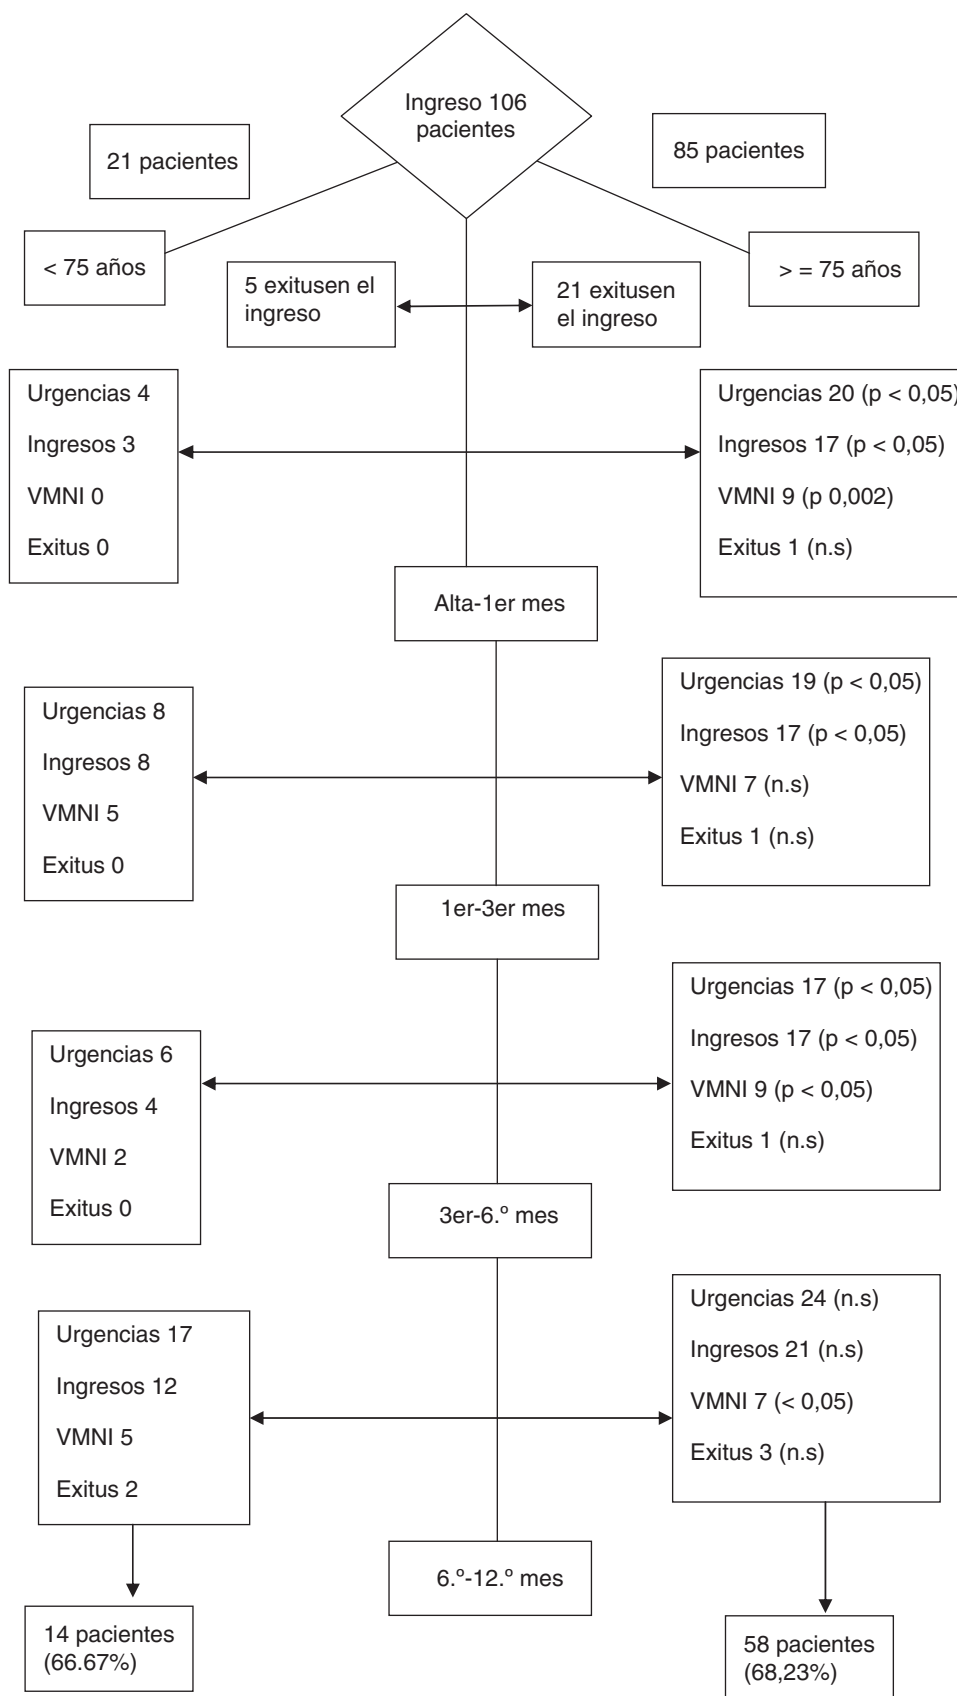 Ingreso 106
pacientes
21 pacientes
85 pacientes
< 75 años
> = 75 años
5 exitusen el
ingreso
21 exitusen
el ingreso
Urgencias 4
Ingresos 3
VMNI 0
Exitus 0
Urgencias 20 (p < 0,05)
Ingresos 17 (p < 0,05)
VMNI 9 (p 0,002)
Exitus 1 (n.s)
Alta-1er mes
Urgencias 8
Ingresos 8
VMNI 5
Exitus 0
Urgencias 19 (p < 0,05)
Ingresos 17 (p < 0,05)
VMNI 7 (n.s)
Exitus 1 (n.s)
1er-3er mes
Urgencias 6
Ingresos 4
VMNI 2
Exitus 0
Urgencias 17 (p < 0,05)
Ingresos 17 (p < 0,05)
VMNI 9 (p < 0,05)
Exitus 1 (n.s)
3er-6.º mes
Urgencias 17
Ingresos 12
VMNI 5
Exitus 2
Urgencias 24 (n.s)
Ingresos 21 (n.s)
VMNI 7 (< 0,05)
Exitus 3 (n.s)
6.º-12.º mes
14 pacientes
(66.67%)
58 pacientes
(68,23%)